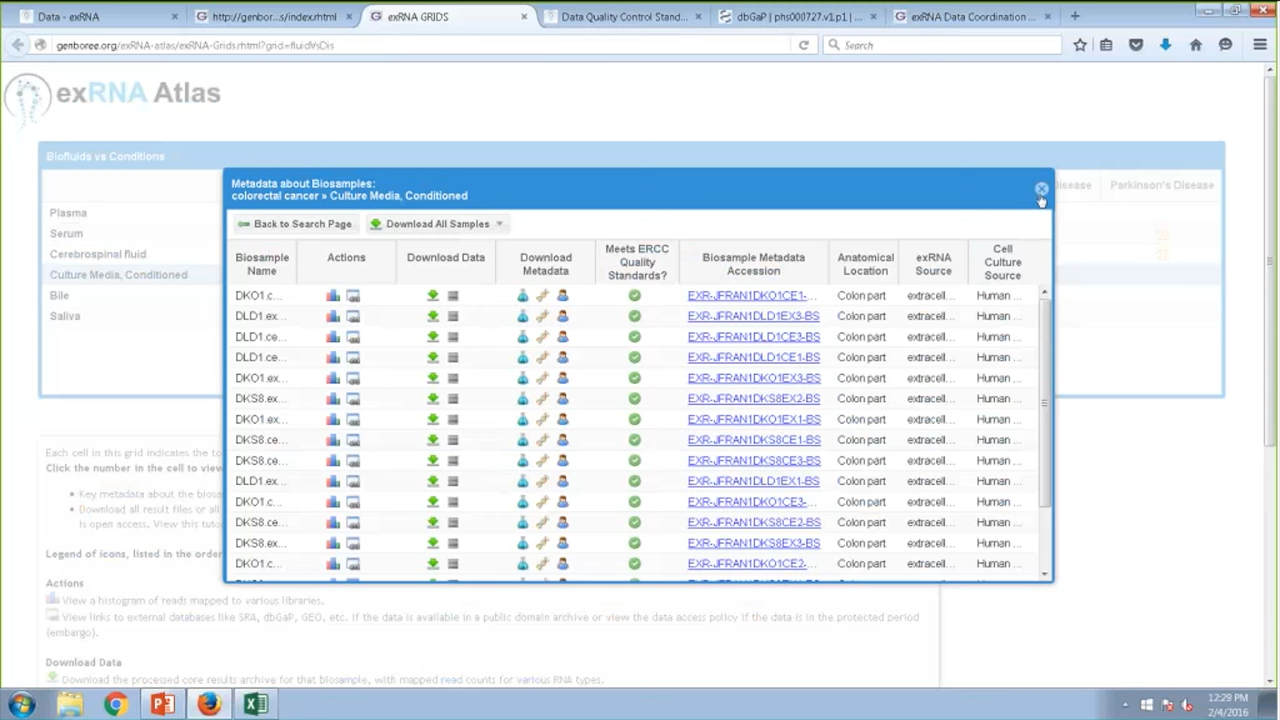 Data - exRNA
http://genbor...s/index.rhtml
exRNA GRIDS
Data Quality Control Stand...
dbGaP | phs000727.v1.p1 | ...
exRNA Data Coordination ...
genboree.org/exRNA-atlas/exRNA-Grids.rhtml?grid=fluidVsDis
Search
exRNA Atlas
Biofluids vs Conditions
Disease
Parkinson's Disease
Plasma
Serum
Cerebrospinal fluid
Culture Media, Conditioned
Bile
Saliva
Metadata about Biosamples:
colorectal cancer » Culture Media, Conditioned
Back to Search Page
Download All Samples
Biosample Name
Actions
Download Data
Download Metadata
Meets ERCC Quality Standards?
Biosample Metadata Accession
Anatomical Location
exRNA Source
Cell Culture Source
DKO1.c... EXR-JFRAN1DKO1CE1-... Colon part extracell... Human ...
DLD1.ex... EXR-JFRAN1DLD1EX3-BS Colon part extracell... Human ...
DLD1.ce... EXR-JFRAN1DLD1CE3-BS Colon part extracell... Human ...
DLD1.ce... EXR-JFRAN1DLD1CE1-BS Colon part extracell... Human ...
DKO1.ex... EXR-JFRAN1DKO1EX3-BS Colon part extracell... Human ...
DKS8.ex... EXR-JFRAN1DKS8EX2-BS Colon part extracell... Human ...
DKO1.ex... EXR-JFRAN1DKO1EX1-BS Colon part extracell... Human ...
DKS8.ce... EXR-JFRAN1DKS8CE1-BS Colon part extracell... Human ...
DKS8.ce... EXR-JFRAN1DKS8CE3-BS Colon part extracell... Human ...
DLD1.ex... EXR-JFRAN1DLD1EX1-BS Colon part extracell... Human ...
DKO1.c... EXR-JFRAN1DKO1CE3-... Colon part extracell... Human ...
DKS8.ce... EXR-JFRAN1DKS8CE2-BS Colon part extracell... Human ...
DKS8.ex... EXR-JFRAN1DKS8EX3-BS Colon part extracell... Human ...
DKO1.c... EXR-JFRAN1DKO1CE2-... Colon part extracell... Human ...
Each cell in this grid indicates the to
Click the number in the cell to view
Key metadata about the biosa
Download all result files or all
is open access. View this tuto
Legend of icons, listed in the order
Actions
View a histogram of reads mapped to various libraries.
View links to external databases like SRA, dbGaP, GEO, etc. if the data is in a public domain archive or view the data access policy if the data is in the protected period
(embargo).
Download Data
Download the processed core results archive for that biosample, with mapped read counts for various RNA types.
12:29 PM
2/4/2016